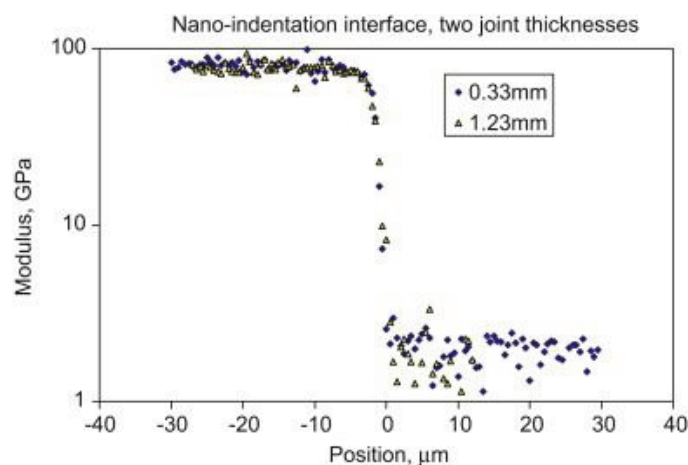 Nano-indentation interface, two joint thicknesses
100
10
1
Modulus, GPa
0.33mm
1.23mm
-40 -30 -20 -10 0 10 20 30 40
Position, μm